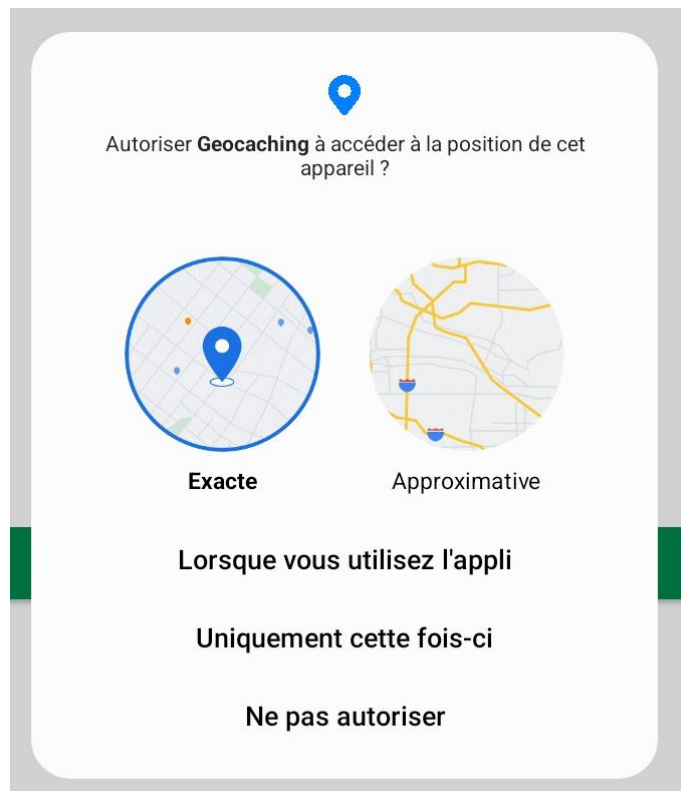 Autoriser Geocaching à accéder à la position de cet
appareil ?
Exacte
Approximative
Lorsque vous utilisez l'appli
Uniquement cette fois-ci
Ne pas autoriser